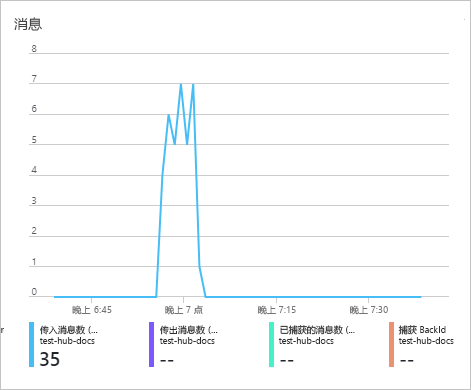 消息
8
7
6
5
4
3
2
1
0
晚上 6:45 晚上 7 点 晚上 7:15 晚上 7:30
r 传入消息数 (... 传出消息数 (... 已捕获的消息数 (... 捕获 BackId
test-hub-docs test-hub-docs test-hub-docs test-hub-docs
35 -- -- --